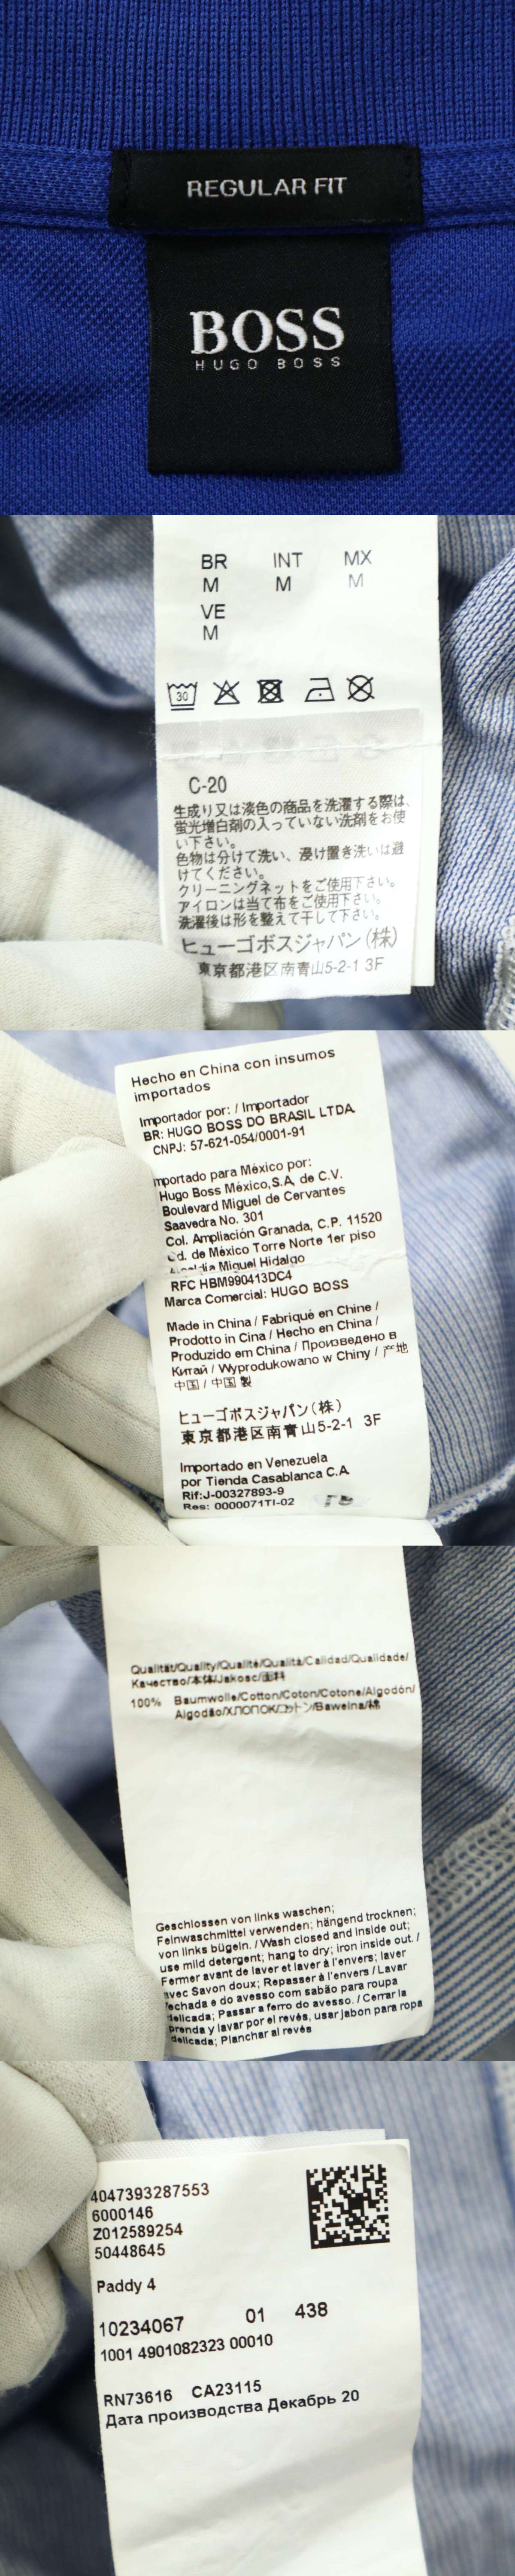 REGULAR FIT
BOSS
HUGO BOSS
BR INT MX
M M M
VE
M
30
C-20
生成り又は淡色の商品を洗濯する際は、
蛍光増白剤の入っていない洗剤をお使
い下さい。
色物は分けて洗い、浸け置き洗いは避
けてください。
クリーニングネットをご使用下さい。
アイロンは当て布をご使用下さい。
洗濯後は形を整えて干して下さい。
ヒューゴボスジャパン(株)
東京都港区南青山5-2-1 3F
Hecho en China con insumos
importados
Importador por: / Importador
BR: HUGO BOSS DO BRASIL LTDA
CNPJ: 57-621-054/0001-91
mportado para México por:
Hugo Boss México,S.A, de C.V.
Boulevard Miguel de Cervantes
Saavedra No. 301
Col. Ampliación Granada, C.P. 11520
d. de México Torre Norte 1er piso
Miguel Hidalgo
RFC HBM990413DC4
Marca Comercial: HUGO BOSS
Made in China / Fabriqué en Chine /
Prodotto in Cina / Hecho en China /
Produzido em China / Произведено в
Китай / Wyprodukowano w Chiny / 产地
中国 / 中国 製
ヒューゴボスジャパン(株)
東京都港区南青山5-2-1 3F
Importado en Venezuela
por Tienda Casablanca C.A.
Rif:J-00327893-9
Res: 0000071TI-02
Qualität/Quality/Qualité/Qualità/Calidad/Qualidade/
Качество/本体/Jakosc/面料
100% Baumwolle/Cotton/Coton/Cotone/Algodón/
Algodão/ХЛОПОК/コットン/Bawelna/棉
Geschlossen von links waschen;
Feinwaschmittel verwenden; hängend trocknen;
von links bügeln. / Wash closed and inside out;
use mild detergent; hang to dry; iron inside out. /
Fermer avant de laver et laver à l'envers; laver
avec Savon doux; Repasser à l'envers / Lavar
echada e do avesso com sabão para roupa
delicada; Passar a ferro do avesso. / Cerrar la
prenda y lavar por el revés, usar jabon para ropa
delicada; Planchar al revés
4047393287553
6000146
Z012589254
50448645
Paddy 4
10234067 01 438
1001 4901082323 00010
RN73616 CA23115
Дата производства Декабрь 20